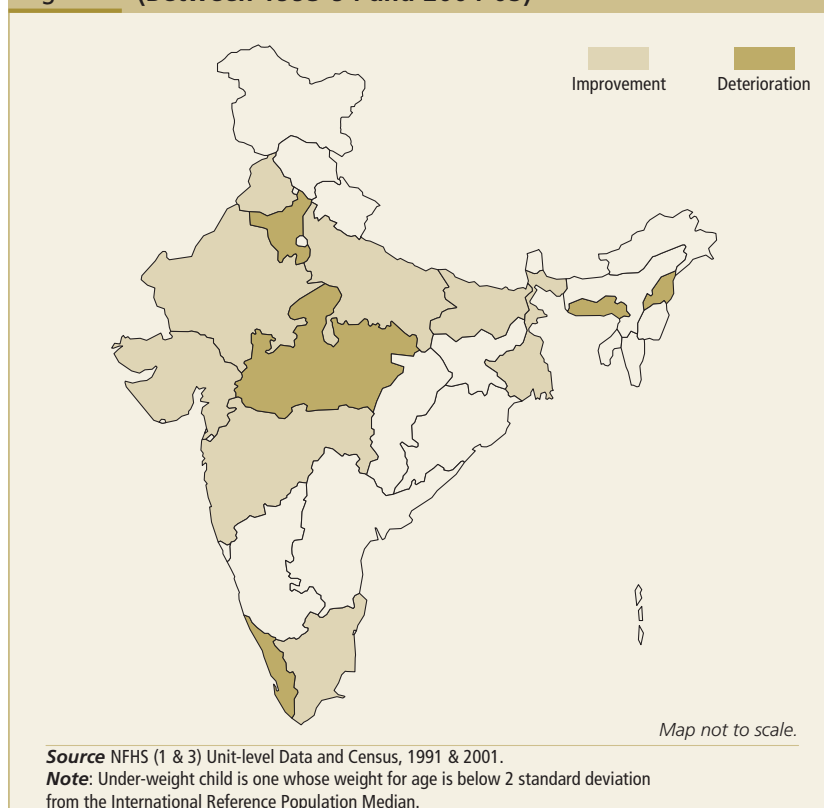 (Between and
Improvement Deterioration
Map not to scale.
Source NFHS (1 & 3) Unit-level Data and Census, 1991 & 2001.
Note: Under-weight child is one whose weight for age is below 2 standard deviation
from the International Reference Population Median.